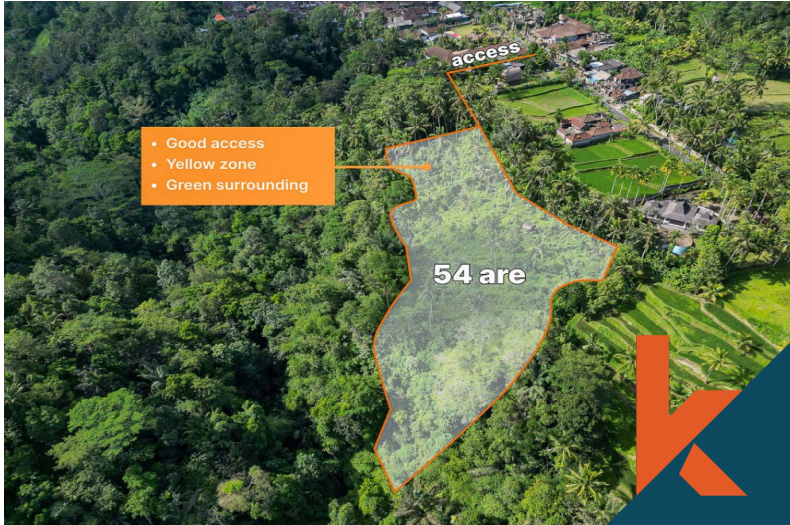 access
• Good access
• Yellow zone
• Green surrounding
54 are